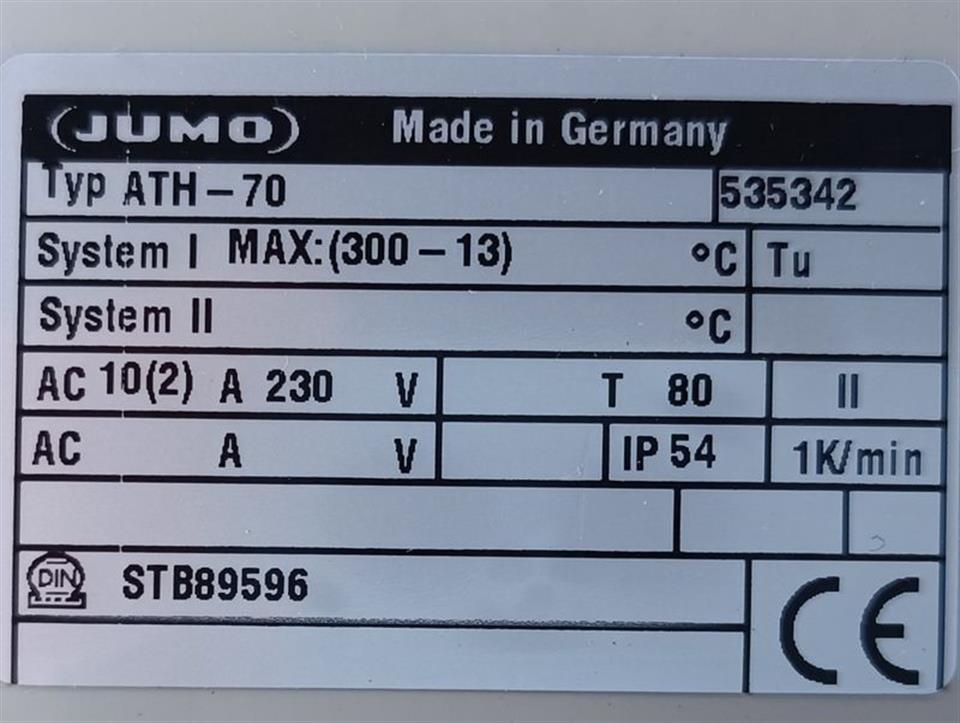 JUMO Made in Germany
Typ ATH-70 535342
System I MAX:(300-13) °C Tu
System II °C
AC 10(2) A 230 V T 80 II
AC A V IP 54 1K/min
DIN STB89596
CE